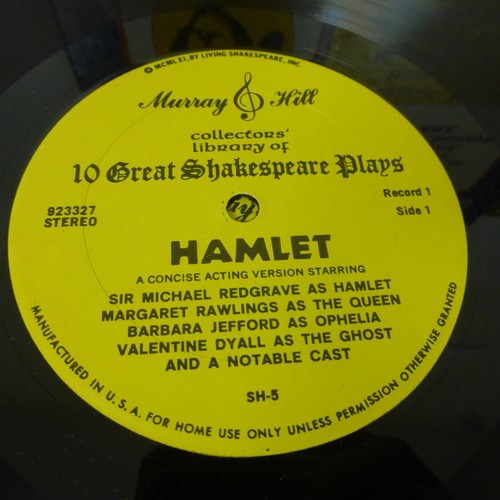 © MCMLXI, BY LIVING SHAKESPEARE, INC.
Murray Hill
collectors'
library of
10 Great Shakespeare Plays
923327
STEREO
Record 1
Side 1
HAMLET
A CONCISE ACTING VERSION STARRING
SIR MICHAEL REDGRAVE AS HAMLET
MARGARET RAWLINGS AS THE QUEEN
BARBARA JEFFORD AS OPHELIA
VALENTINE DYALL AS THE GHOST
AND A NOTABLE CAST
SH-5
MANUFACTURED IN U.S.A. FOR HOME USE ONLY UNLESS PERMISSION OTHERWISE GRANTED